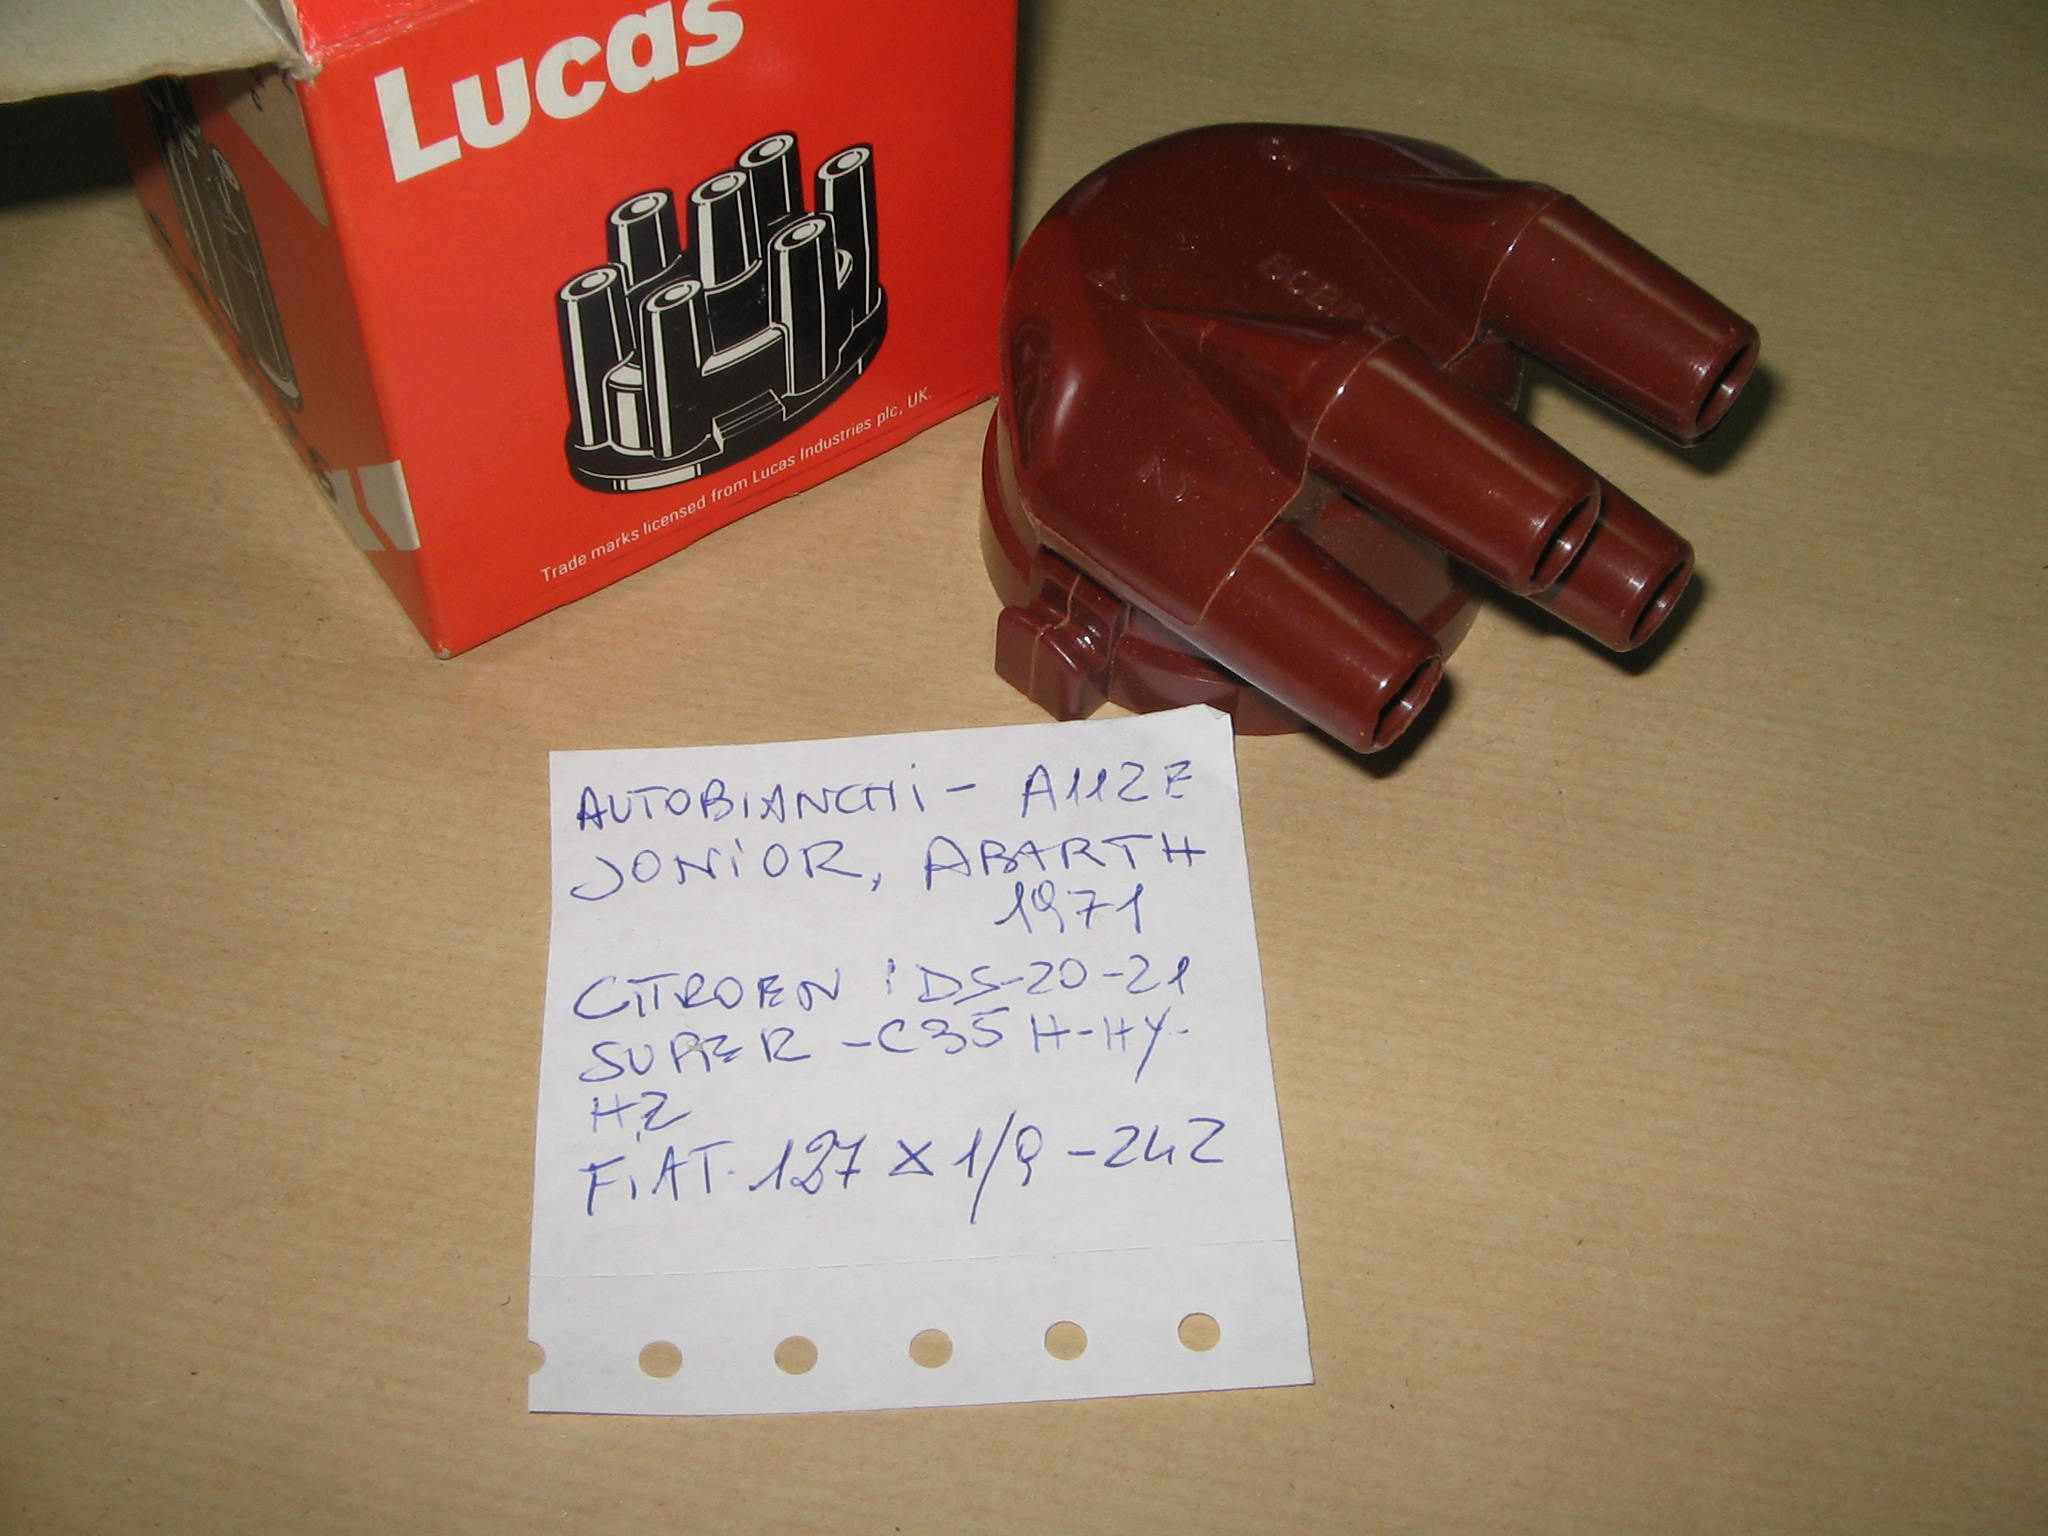 Lucas
Trade marks licensed from Lucas Industries plc, UK.
AUTOBIANCHi - A112E
JONiOR, ABARTH
1971
CiTROEN : DS-20-21
SUPER - C35 H-HY-
HZ
FiAT. 127 X 1/9 - 242